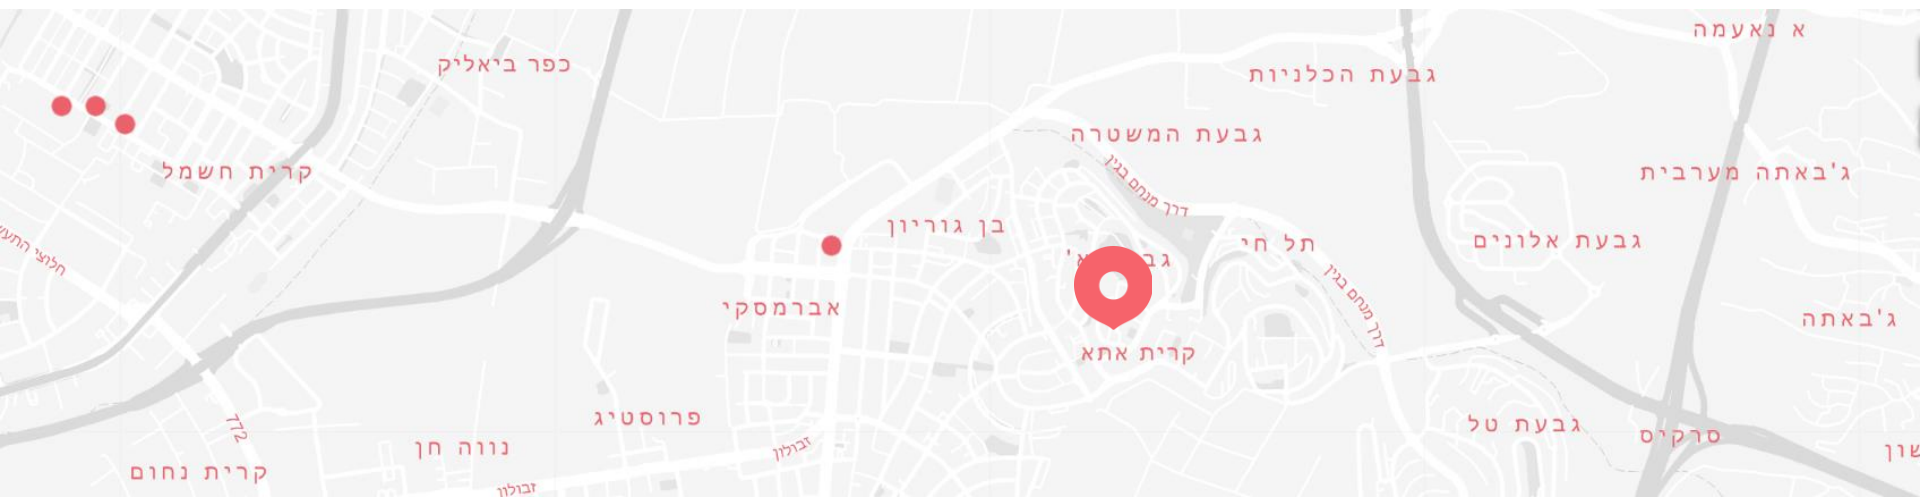 א נאעמה
כפר ביאליק
גבעת הכלניות
גבעת המשטרה
קרית חשמל
ג'באתה מערבית
דרך מנחם בגין
בן גוריון
תל חי
גבעת אלונים
חלוצי
דרך מנחם בגין
אברמסקי
ג'באתה
קרית אתא
פרוסטיג
גבעת טל
772
סרקיס
נווה חן
זבולון
קרית נחום
זבולון